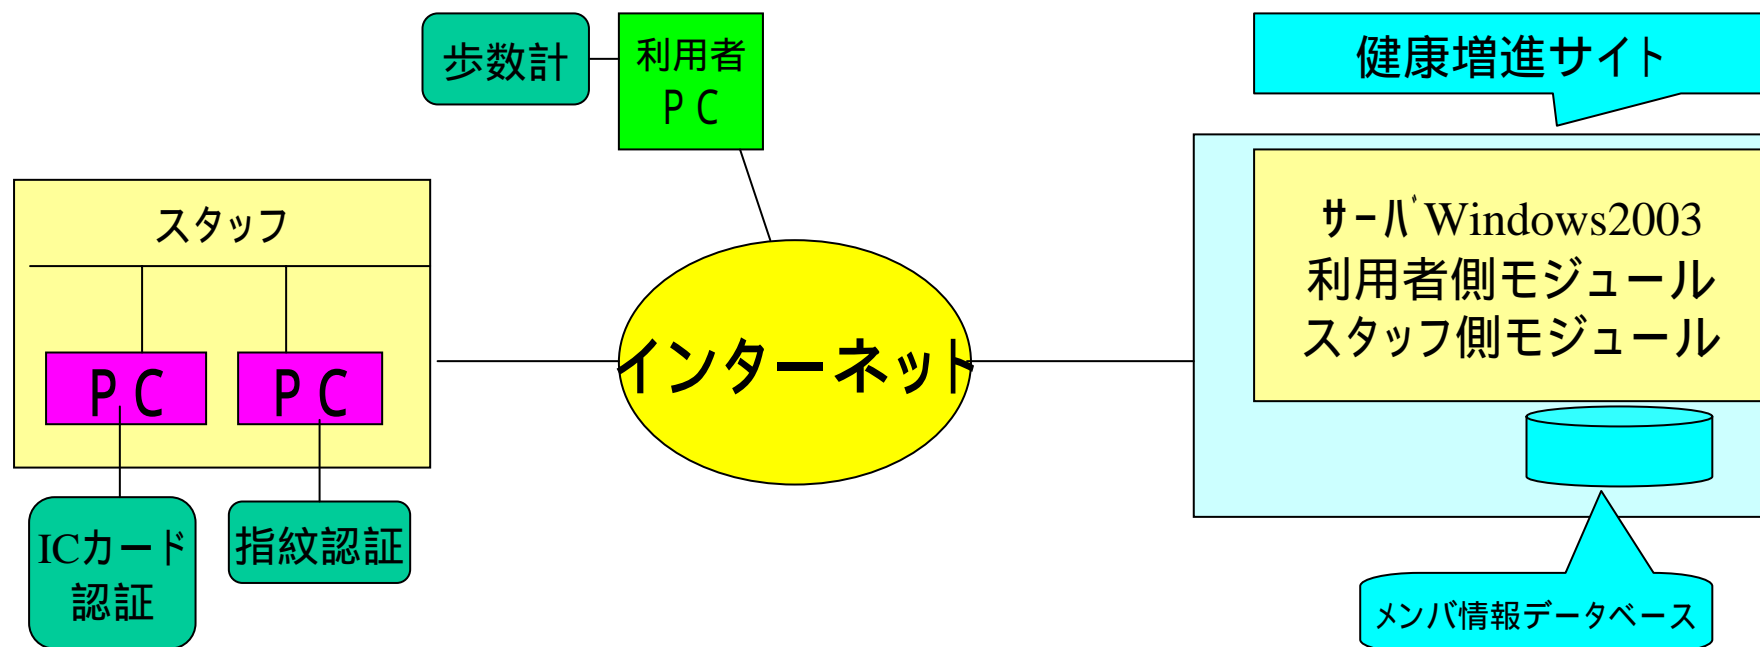 歩数計
利用者
ＰＣ
健康増進サイト
スタッフ
サーバWindows2003
利用者側モジュール
スタッフ側モジュール
インターネット
ＰＣ
ＰＣ
ICカード
認証
指紋認証
メンバ情報データベース